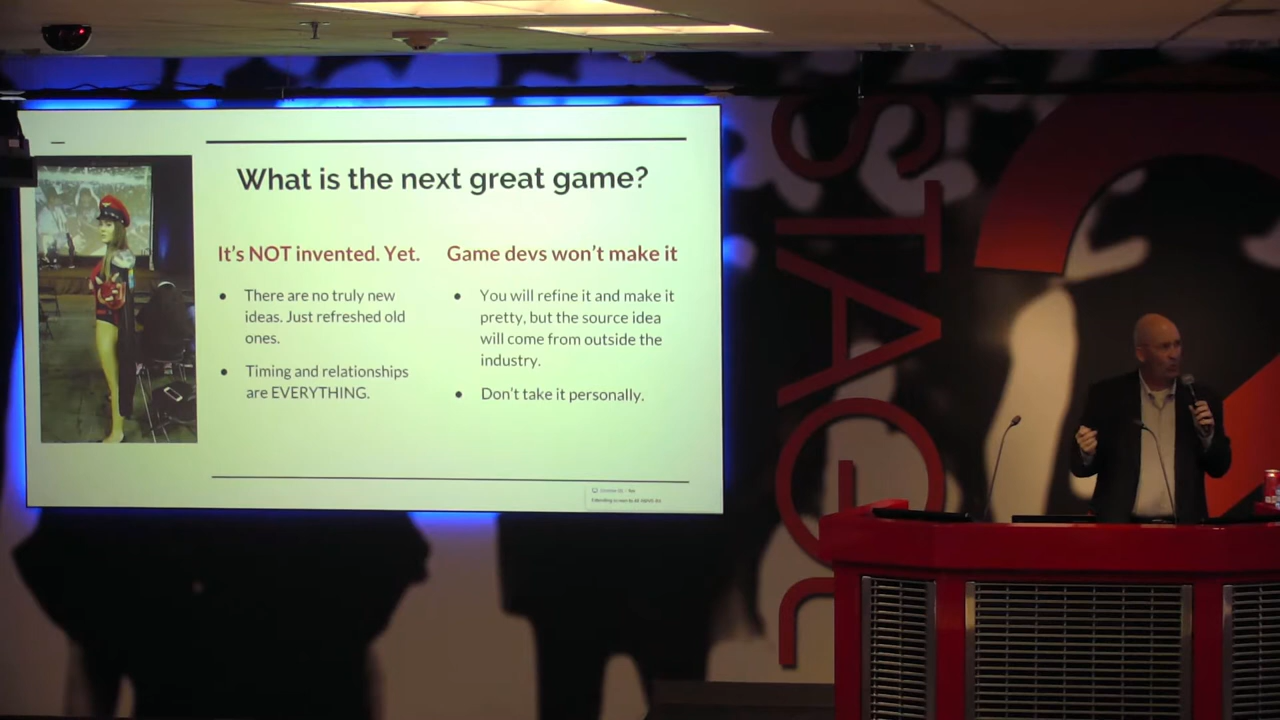 What is the next great game?
It's NOT invented. Yet.
● There are no truly new
ideas. Just refreshed old
ones.
● Timing and relationships
are EVERYTHING.
Game devs won't make it
● You will refine it and make it
pretty, but the source idea
will come from outside the
industry.
● Don't take it personally.
STAGE